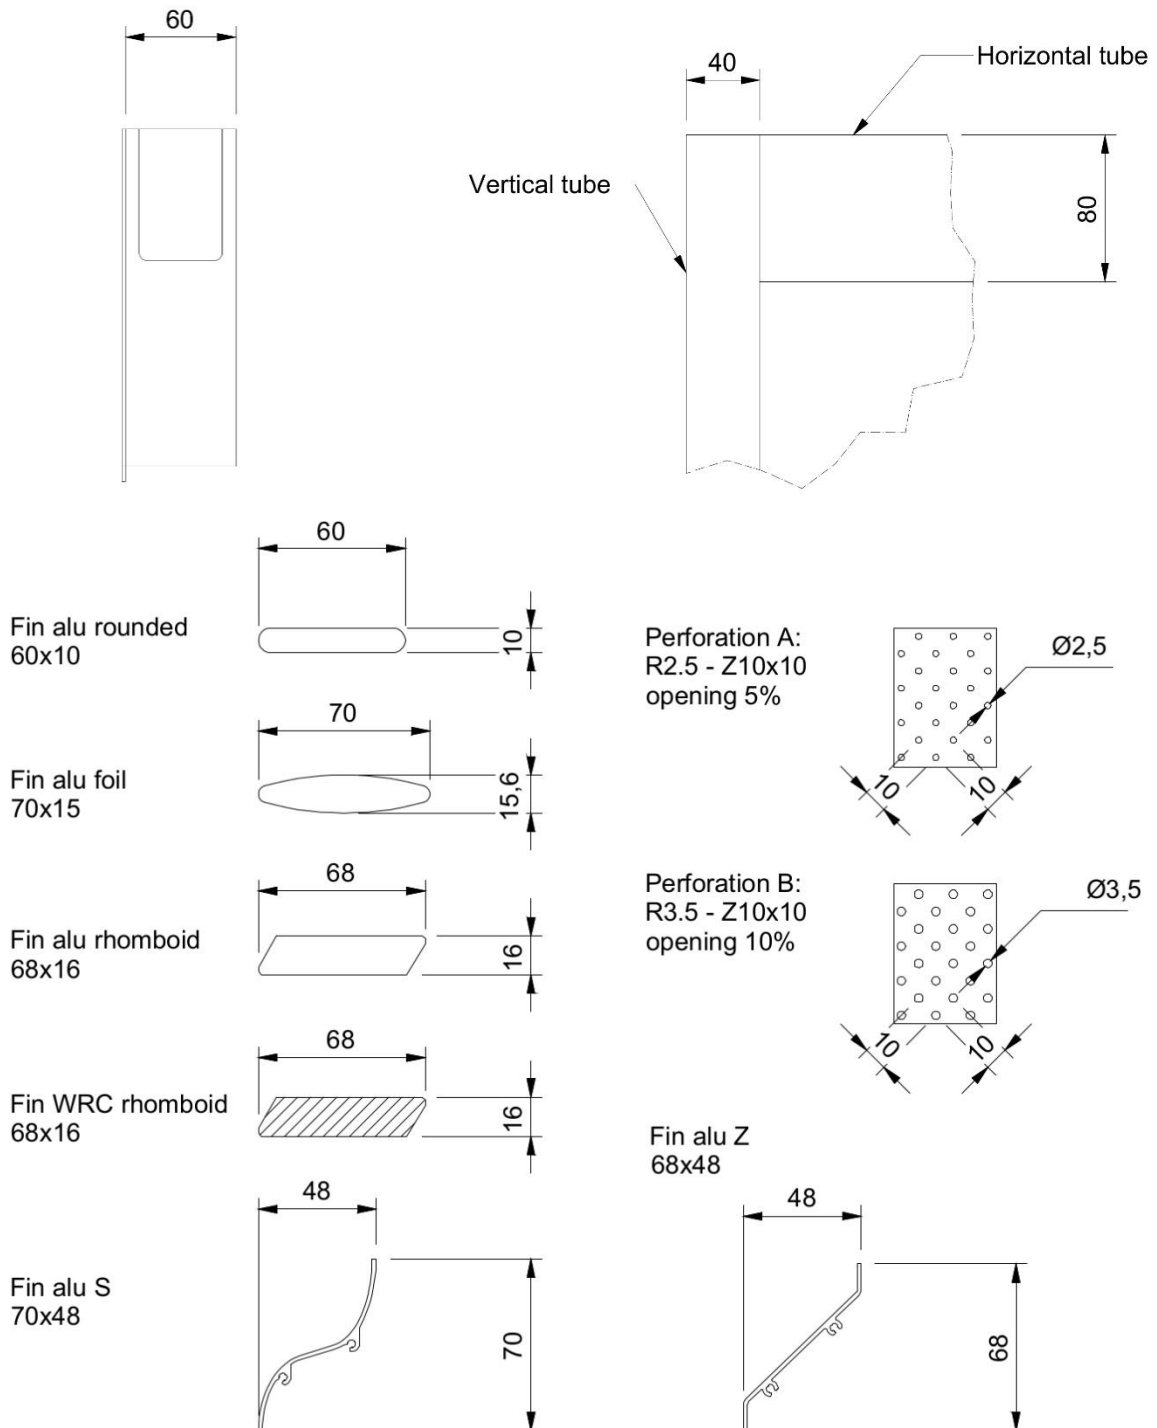 60
40
Horizontal tube
Vertical tube
80
60
Fin alu rounded
60x10
10
Perforation A:
R2.5 - Z10x10
opening 5%
Ø2,5
10
10
70
Fin alu foil
70x15
15,6
68
Fin alu rhomboid
68x16
16
Perforation B:
R3.5 - Z10x10
opening 10%
Ø3,5
10
10
68
Fin WRC rhomboid
68x16
16
Fin alu Z
68x48
48
Fin alu S
70x48
70
48
68